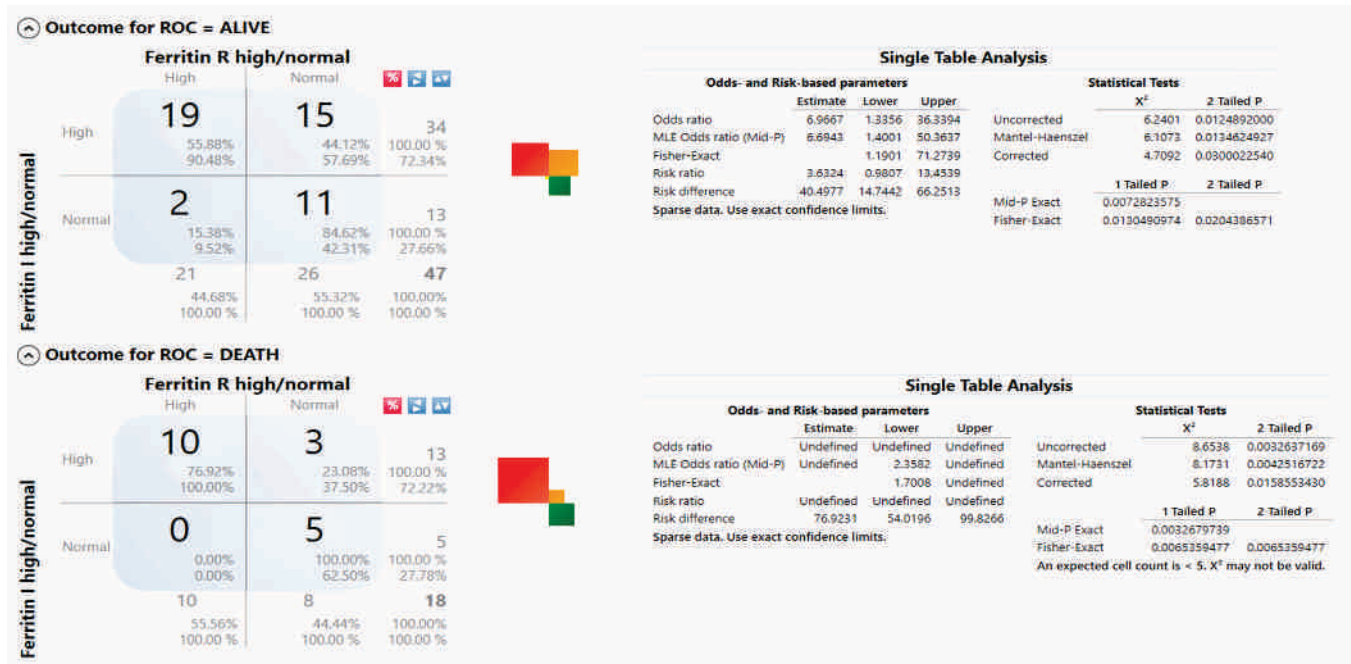 Outcome for ROC = ALIVE
Ferritin R high/normal
High Normal %
Ferritin I high/normal
High 19 15 34
55.88% 44.12% 100.00 %
90.48% 57.69% 72.34%
Normal 2 11 13
15.38% 84.62% 100.00 %
9.52% 42.31% 27.66%
21 26 47
44.68% 55.32% 100.00%
100.00 % 100.00 % 100.00 %
Single Table Analysis
Odds- and Risk-based parameters
Estimate Lower Upper
Odds ratio 6.9667 1.3356 36.3394
MLE Odds ratio (Mid-P) 6.6943 1.4001 50.3637
Fisher-Exact 1.1901 71.2739
Risk ratio 3.6324 0.9807 13.4539
Risk difference 40.4977 14.7442 66.2513
Sparse data. Use exact confidence limits.
Statistical Tests
X² 2 Tailed P
Uncorrected 6.2401 0.0124892000
Mantel-Haenszel 6.1073 0.0134624927
Corrected 4.7092 0.0300022540
1 Tailed P 2 Tailed P
Mid-P Exact 0.0072823575
Fisher-Exact 0.0130490974 0.0204386571
Outcome for ROC = DEATH
Ferritin R high/normal
High Normal %
Ferritin I high/normal
High 10 3 13
76.92% 23.08% 100.00 %
100.00% 37.50% 72.22%
Normal 0 5 5
0.00% 100.00% 100.00 %
0.00% 62.50% 27.78%
10 8 18
55.56% 44.44% 100.00%
100.00 % 100.00 % 100.00 %
Single Table Analysis
Odds- and Risk-based parameters
Estimate Lower Upper
Odds ratio Undefined Undefined Undefined
MLE Odds ratio (Mid-P) Undefined 2.3582 Undefined
Fisher-Exact 1.7008 Undefined
Risk ratio Undefined Undefined Undefined
Risk difference 76.9231 54.0196 99.8266
Sparse data. Use exact confidence limits.
Statistical Tests
X² 2 Tailed P
Uncorrected 8.6538 0.0032637169
Mantel-Haenszel 8.1731 0.0042516722
Corrected 5.8188 0.0158553430
1 Tailed P 2 Tailed P
Mid-P Exact 0.0032679739
Fisher-Exact 0.0065359477 0.0065359477
An expected cell count is < 5. X² may not be valid.